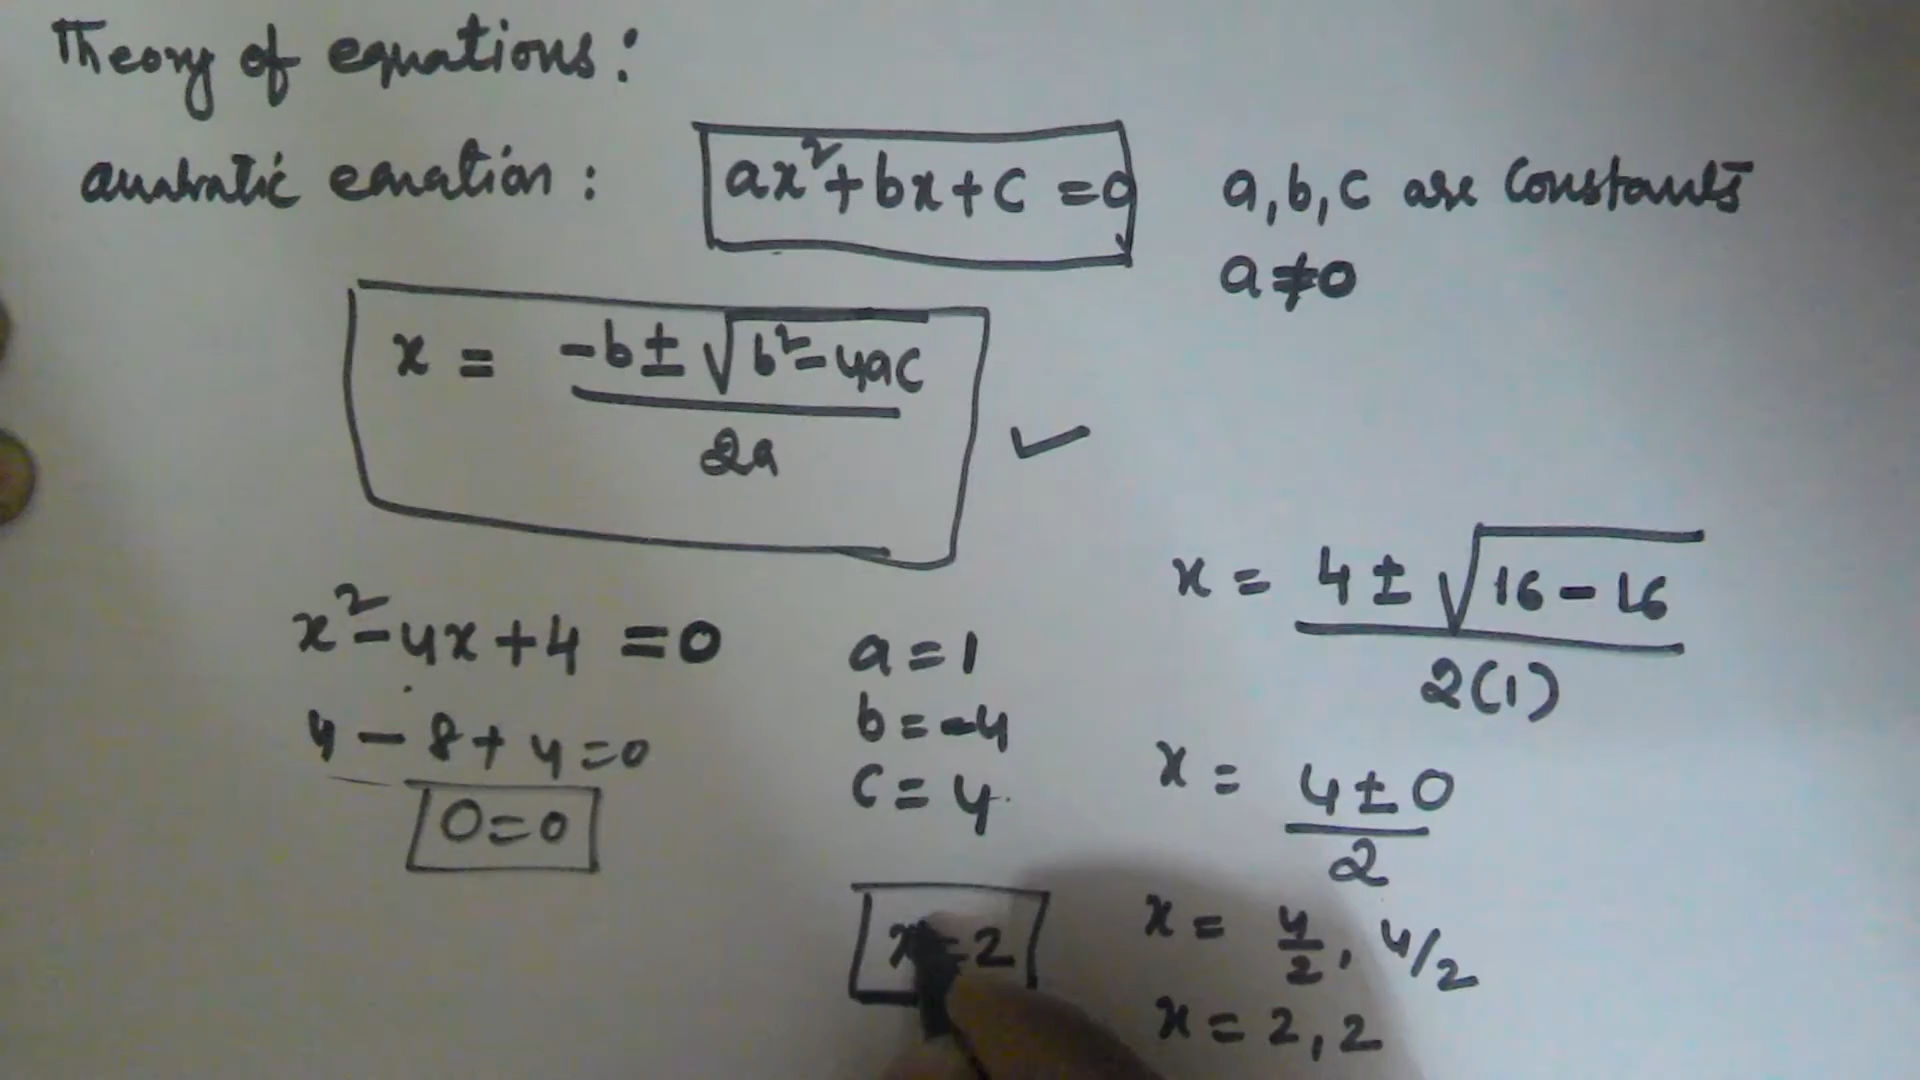 Theory of equations:
Quadratic equation: ax²+bx+c=0 a,b,c are constants
a≠0
x = (-b±√(b²-4ac))/2a ✓
x²-4x+4=0
4-8+4=0
0=0
a=1
b=-4
c=4
x=2
x = (4±√(16-16))/2(1)
x = (4±0)/2
x = 4/2, 4/2
x=2,2